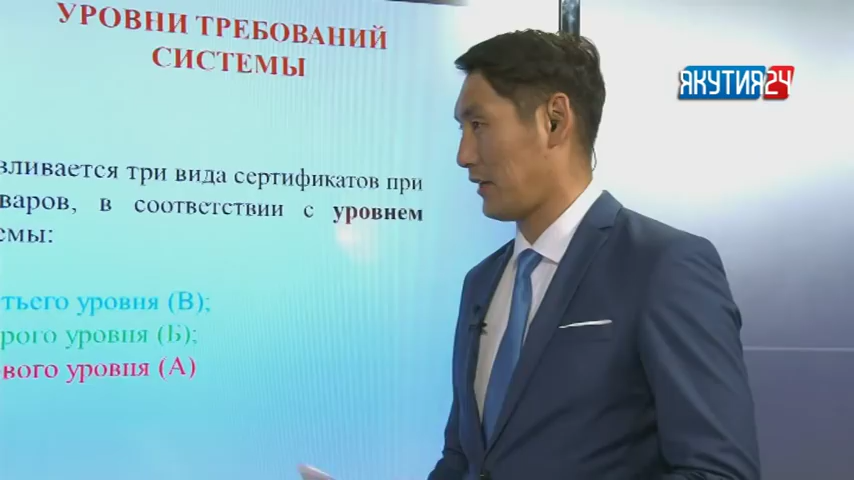 УРОВНИ ТРЕБОВАНИЙ
СИСТЕМЫ
ЯКУТИЯ24
вливается три вида сертификатов при
варов, в соответствии с уровнем
емы:
тьего уровня (В);
рого уровня (Б);
вого уровня (А)